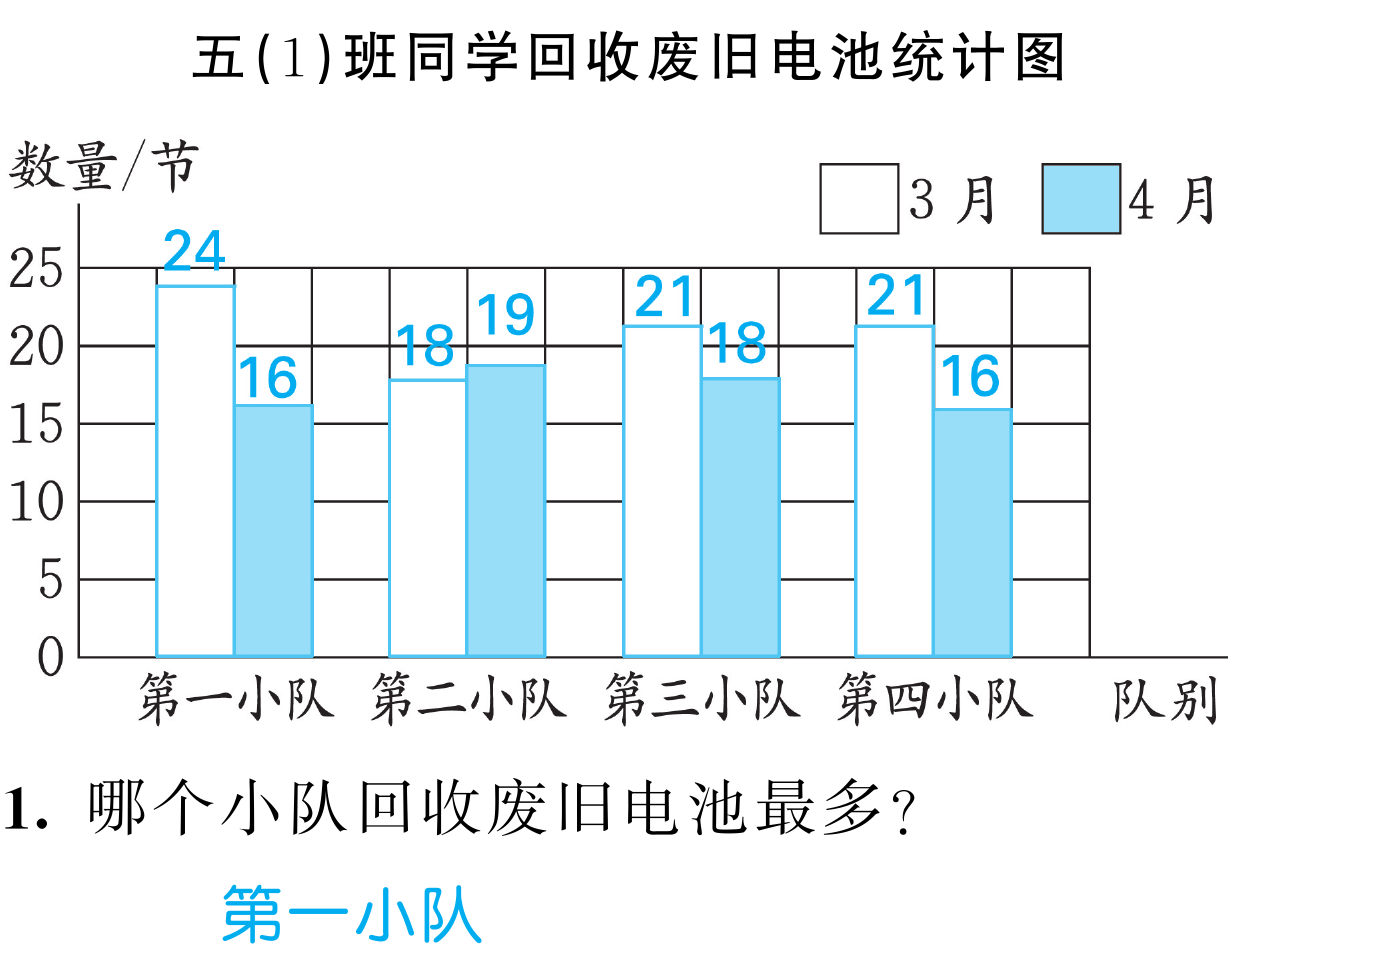 五(1)班同学回收废旧电池统计图
数量/节
3 月 4 月
25
20
15
10
5
0
24 16 18 19 21 18 21 16
第一小队 第二小队 第三小队 第四小队 队别
1. 哪个小队回收废旧电池最多?
第一小队